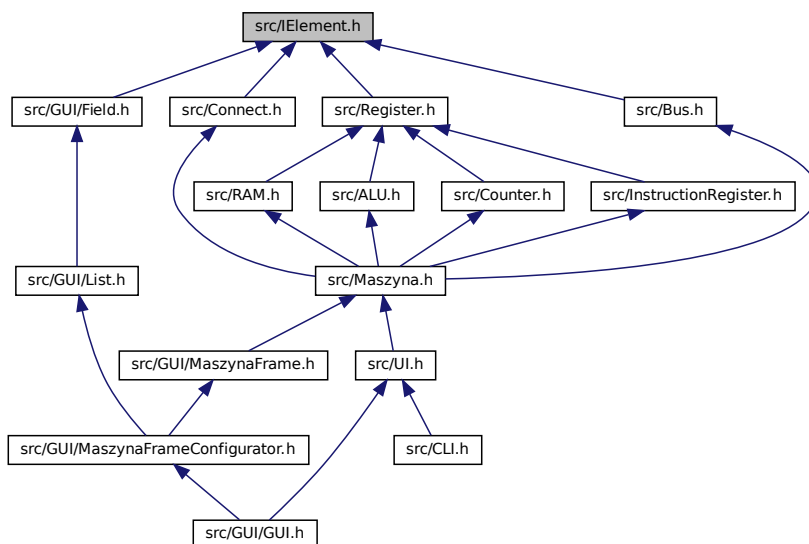 src/IElement.h
src/GUI/Field.h
src/Connect.h
src/Register.h
src/Bus.h
src/RAM.h
src/ALU.h
src/Counter.h
src/InstructionRegister.h
src/GUI/List.h
src/Maszyna.h
src/GUI/MaszynaFrame.h
src/UI.h
src/GUI/MaszynaFrameConfigurator.h
src/CLI.h
src/GUI/GUI.h